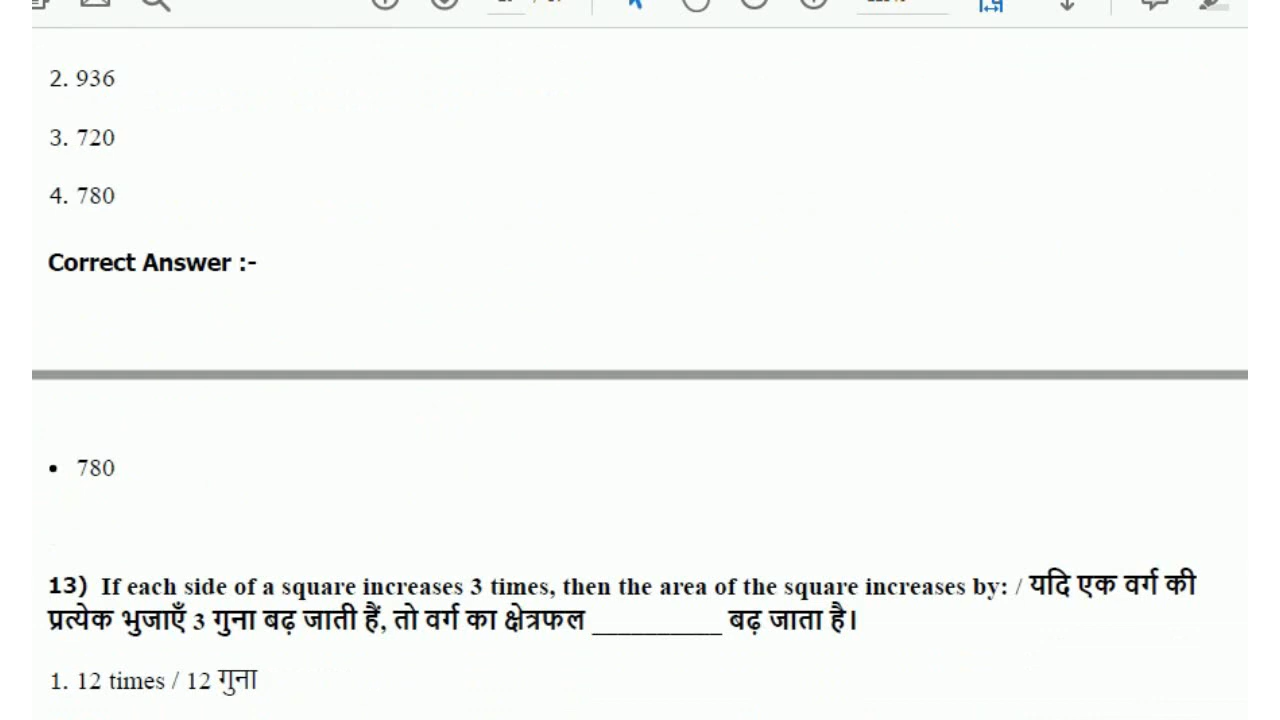 2. 936
3. 720
4. 780
Correct Answer :-
• 780
13) If each side of a square increases 3 times, then the area of the square increases by: / यदि एक वर्ग की
प्रत्येक भुजाएँ 3 गुना बढ़ जाती हैं, तो वर्ग का क्षेत्रफल __________ बढ़ जाता है।
1. 12 times / 12 गुना